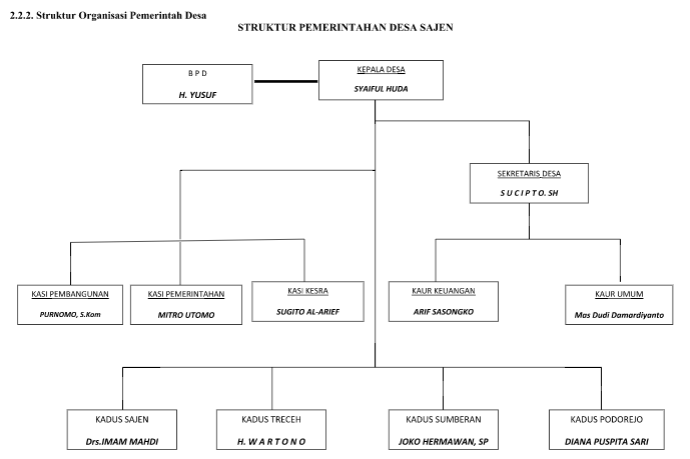 2.2.2. Struktur Organisasi Pemerintah Desa
STRUKTUR PEMERINTAHAN DESA SAJEN
B P D
H. YUSUF
KEPALA DESA
SYAIFUL HUDA
SEKRETARIS DESA
S U C I P T O. SH
KASI PEMBANGUNAN
PURNOMO, S.Kom
KASI PEMERINTAHAN
MITRO UTOMO
KASI KESRA
SUGITO AL-ARIEF
KAUR KEUANGAN
ARIF SASONGKO
KAUR UMUM
Mas Dudi Damardiyanto
KADUS SAJEN
Drs.IMAM MAHDI
KADUS TRECEH
H. W A R T O N O
KADUS SUMBERAN
JOKO HERMAWAN, SP
KADUS PODOREJO
DIANA PUSPITA SARI